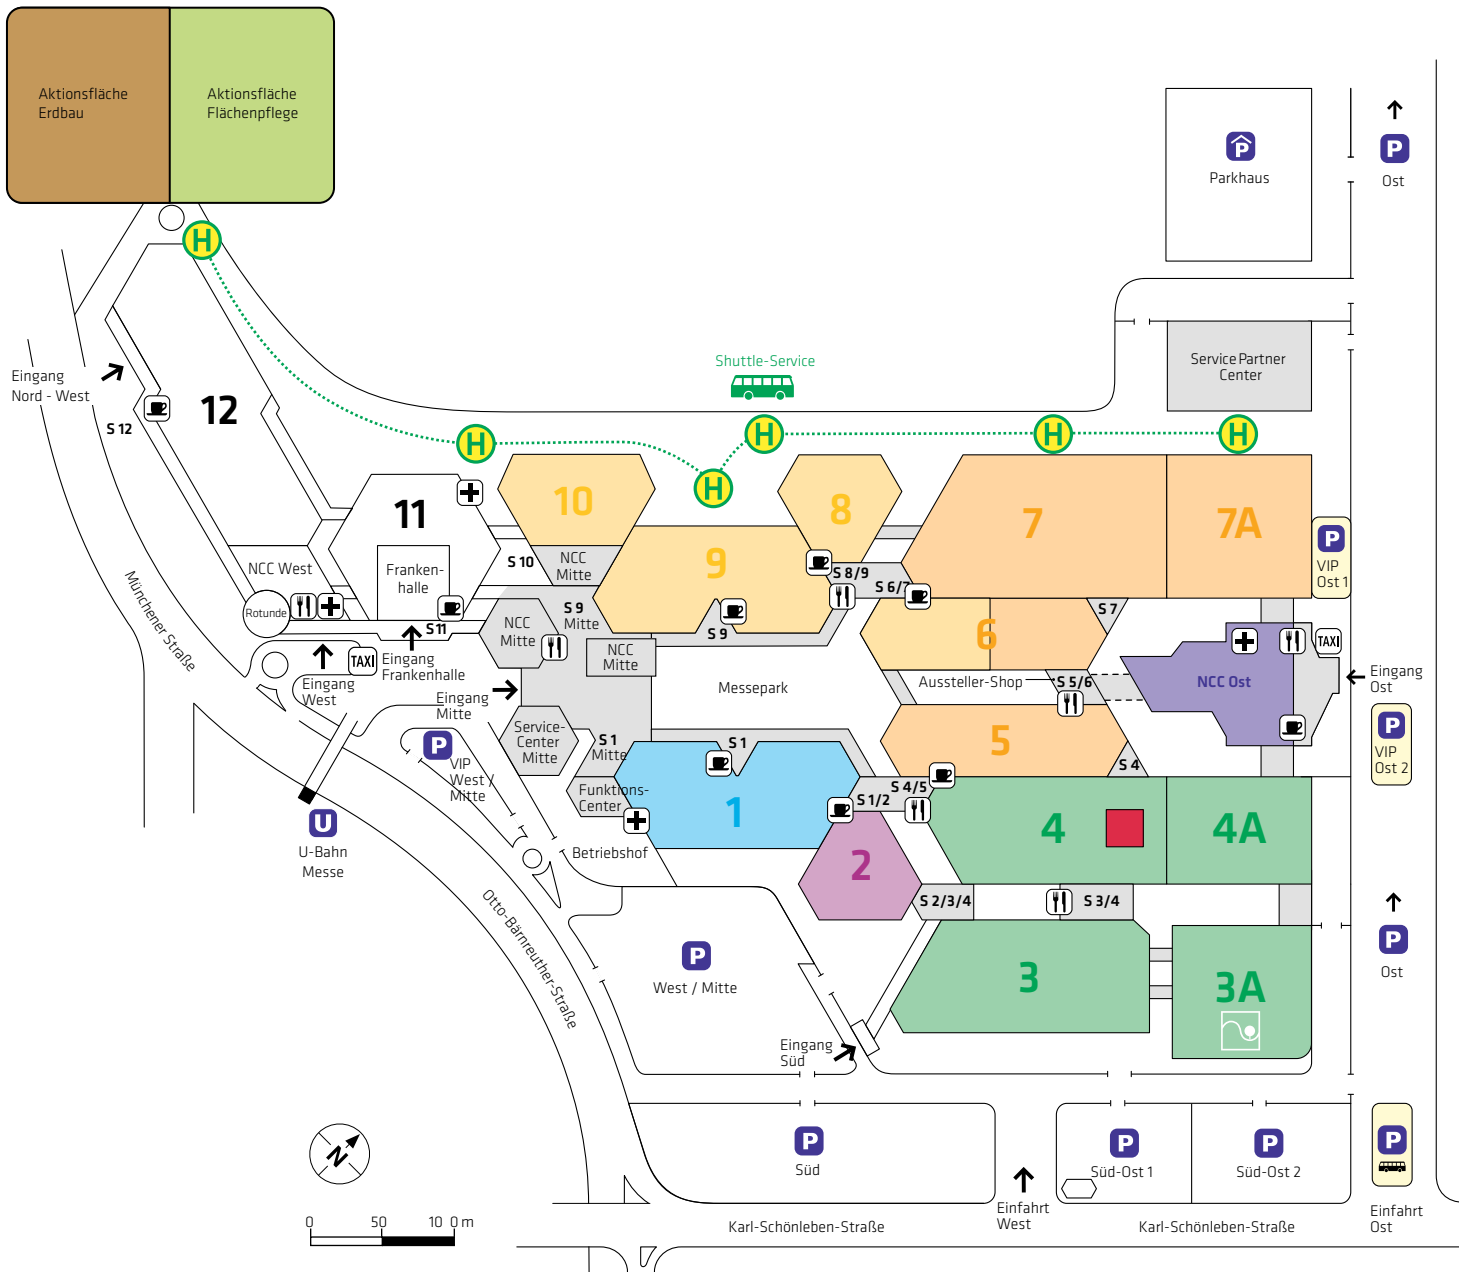 Aktionsfläche
Erdbau
Aktionsfläche
Flächenpflege
P
Parkhaus
P
Ost
H
Shuttle-Service
Service Partner
Center
Eingang
Nord - West
12
S 12
H
H
H
H
H
11
10
8
7
7A
9
P
VIP
Ost 1
NCC West
Franken-
halle
S 10
NCC
Mitte
S 8/9
S 6/7
Rotunde
S 11
S 9
Mitte
NCC
Mitte
S 9
NCC
Mitte
6
S 7
TAXI
Münchener Straße
TAXI
Eingang
West
Eingang
Frankenhalle
Eingang
Mitte
Messepark
Aussteller-Shop
S 5/6
NCC Ost
Eingang
Ost
Service-
Center
Mitte
S 1
Mitte
S 1
5
S 4
P
VIP
Ost 2
P
VIP
West /
Mitte
Funktions-
Center
1
S 1/2
S 4/5
4
4A
U
U-Bahn
Messe
Betriebshof
2
S 2/3/4
S 3/4
Otto-Bärnreuther-Straße
P
West / Mitte
3
3A
P
Ost
Eingang
Süd
N
P
Süd
P
Süd-Ost 1
P
Süd-Ost 2
P
0 50 10 0 m
Einfahrt
West
Einfahrt
Ost
Karl-Schönleben-Straße
Karl-Schönleben-Straße